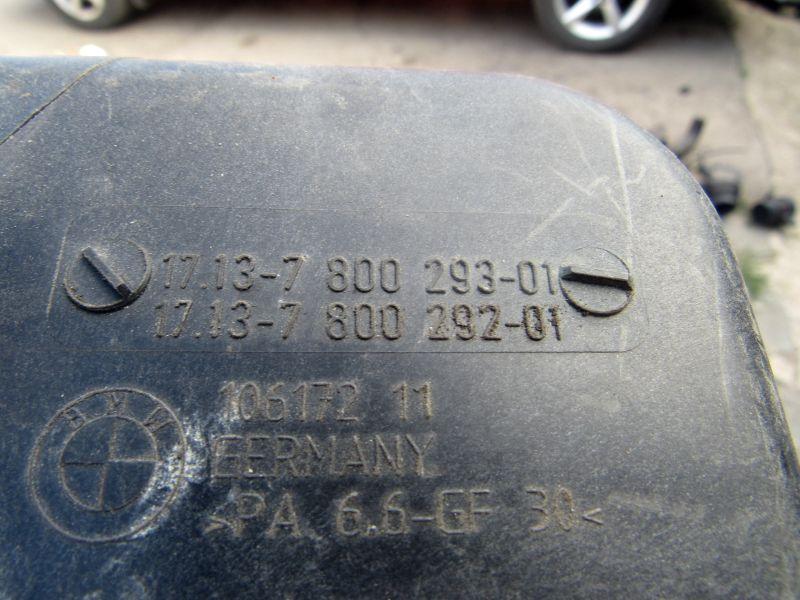 17.13-7 800 293-01
17.13-7 800 292-01
106172 11
GERMANY
BMW
>PA 6.6-GF 30<